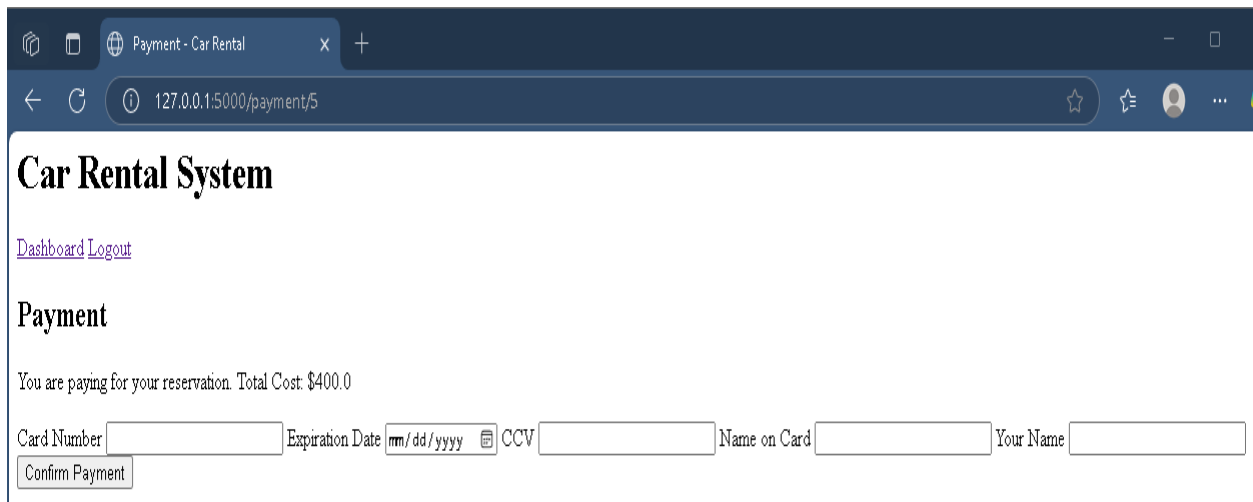 Payment - Car Rental
127.0.0.1:5000/payment/5
Car Rental System
Dashboard Logout
Payment
You are paying for your reservation. Total Cost: $400.0
Card Number Expiration Date mm/dd/yyyy CCV Name on Card Your Name
Confirm Payment